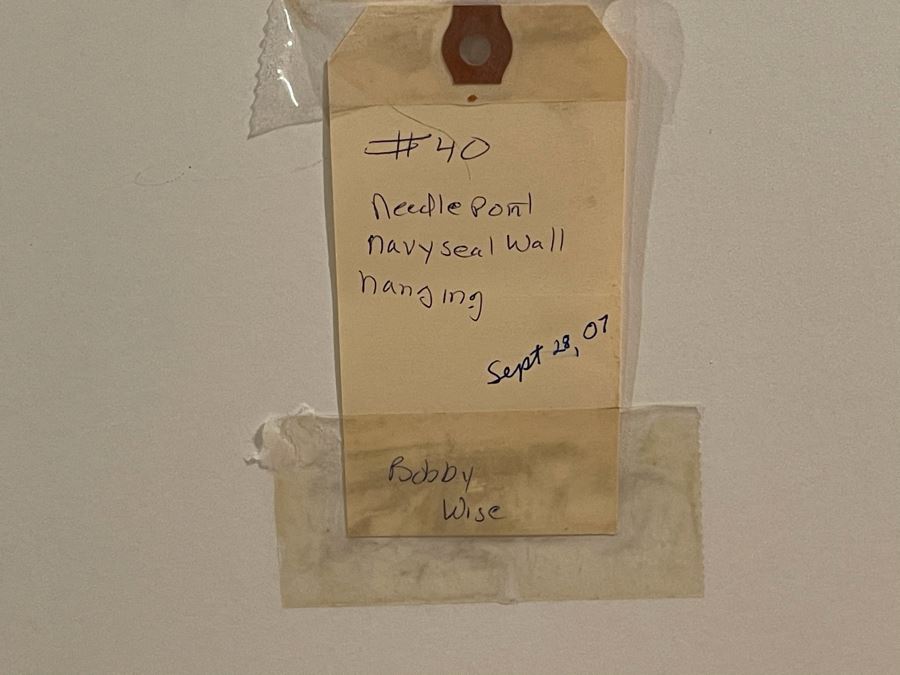 #40
Needlepoint
navyseal Wall
hanging
Sept 28, 07
Bobby
Wise